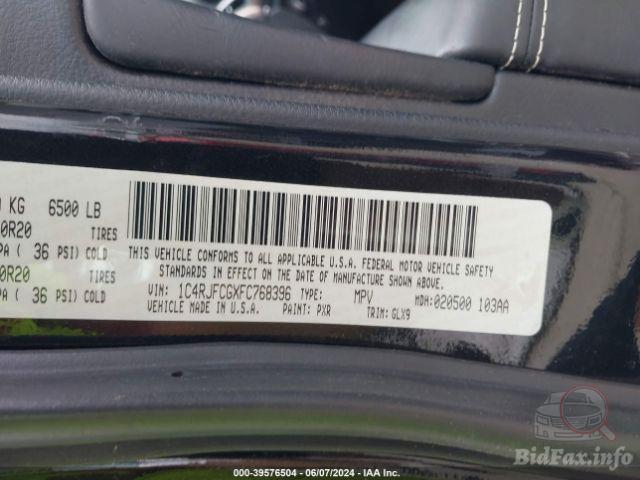 KG 6500 LB
0R20 TIRES
PA ( 36 PSI) COLD
0R20 TIRES
PA ( 36 PSI) COLD
THIS VEHICLE CONFORMS TO ALL APPLICABLE U.S.A. FEDERAL MOTOR VEHICLE SAFETY
STANDARDS IN EFFECT ON THE DATE OF MANUFACTURE SHOWN ABOVE.
VIN: 1C4RJFCGXFC768396 TYPE: MPV MDH: 020500 103AA
VEHICLE MADE IN U.S.A. PAINT: PXR TRIM: GLX9
BidFax.info
000-39576504 - 06/07/2024 - IAA Inc.